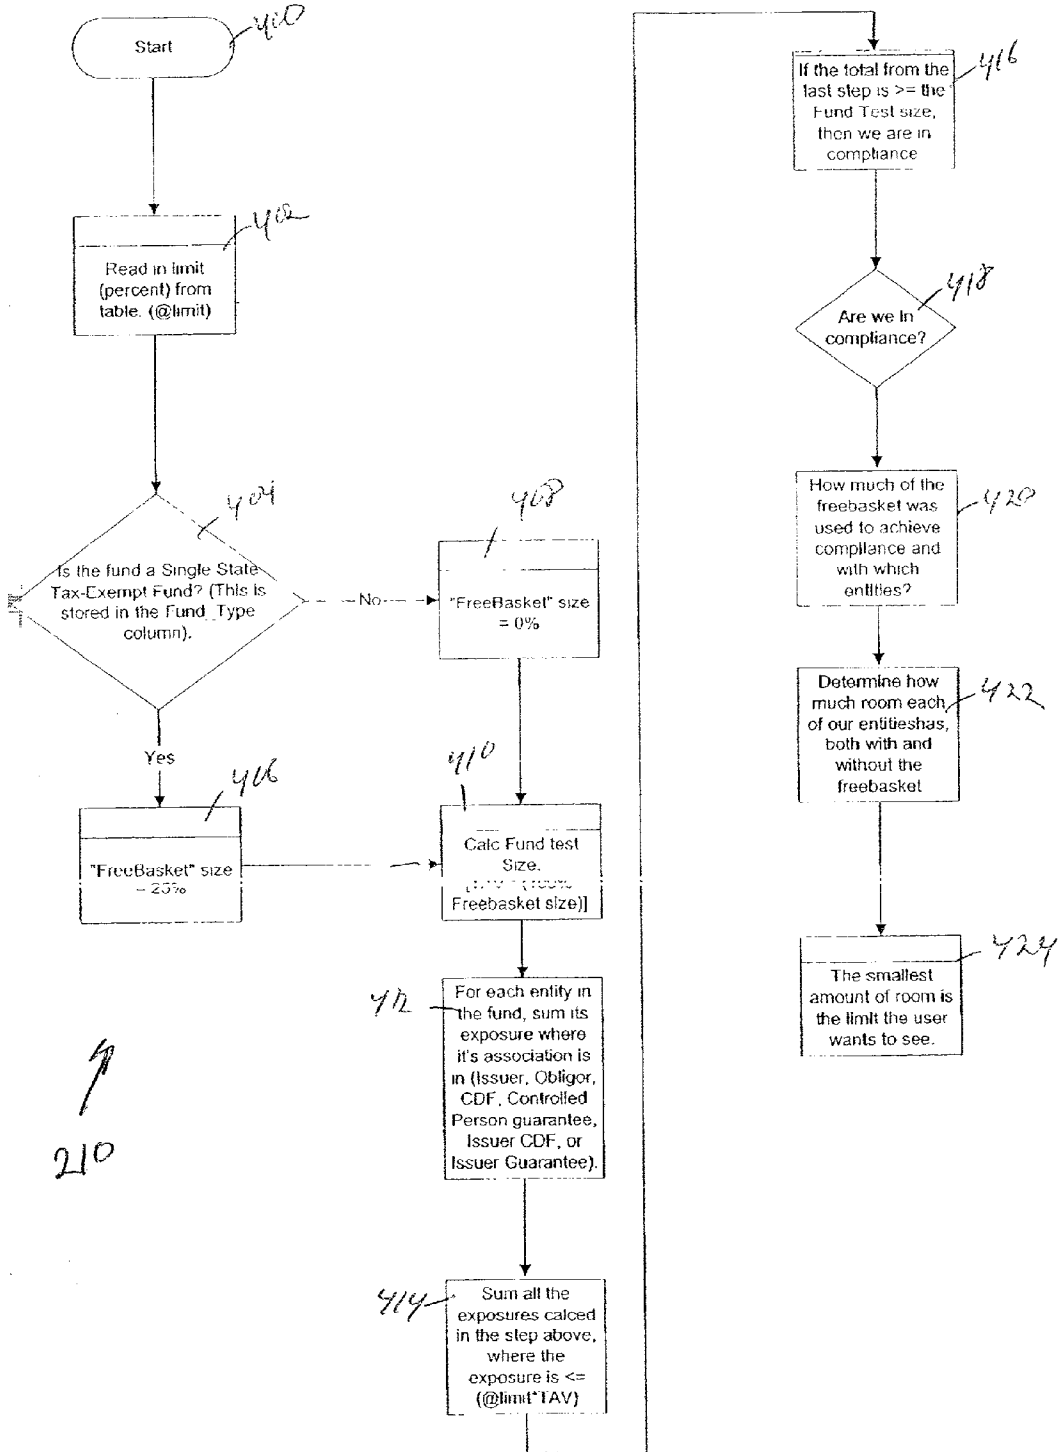 Start
400
Read in limit
(percent) from
table. (@limit)
402
Is the fund a Single State
Tax-Exempt Fund? (This is
stored in the Fund_Type
column).
404
No
"FreeBasket" size
= 0%
408
Yes
"FreeBasket" size
= 25%
406
Calc Fund test
Size.
Freebasket size)]
410
For each entity in
the fund, sum its
exposure where
it's association is
in (Issuer, Obligor,
CDF, Controlled
Person guarantee,
Issuer CDF, or
Issuer Guarantee).
412
Sum all the
exposures calced
in the step above,
where the
exposure is <=
(@limit*TAV)
414
210
If the total from the
last step is >= the
Fund Test size,
then we are in
compliance
416
Are we in
compliance?
418
How much of the
freebasket was
used to achieve
compliance and
with which
entities?
420
Determine how
much room each
of our entitieshas,
both with and
without the
freebasket
422
The smallest
amount of room is
the limit the user
wants to see.
424